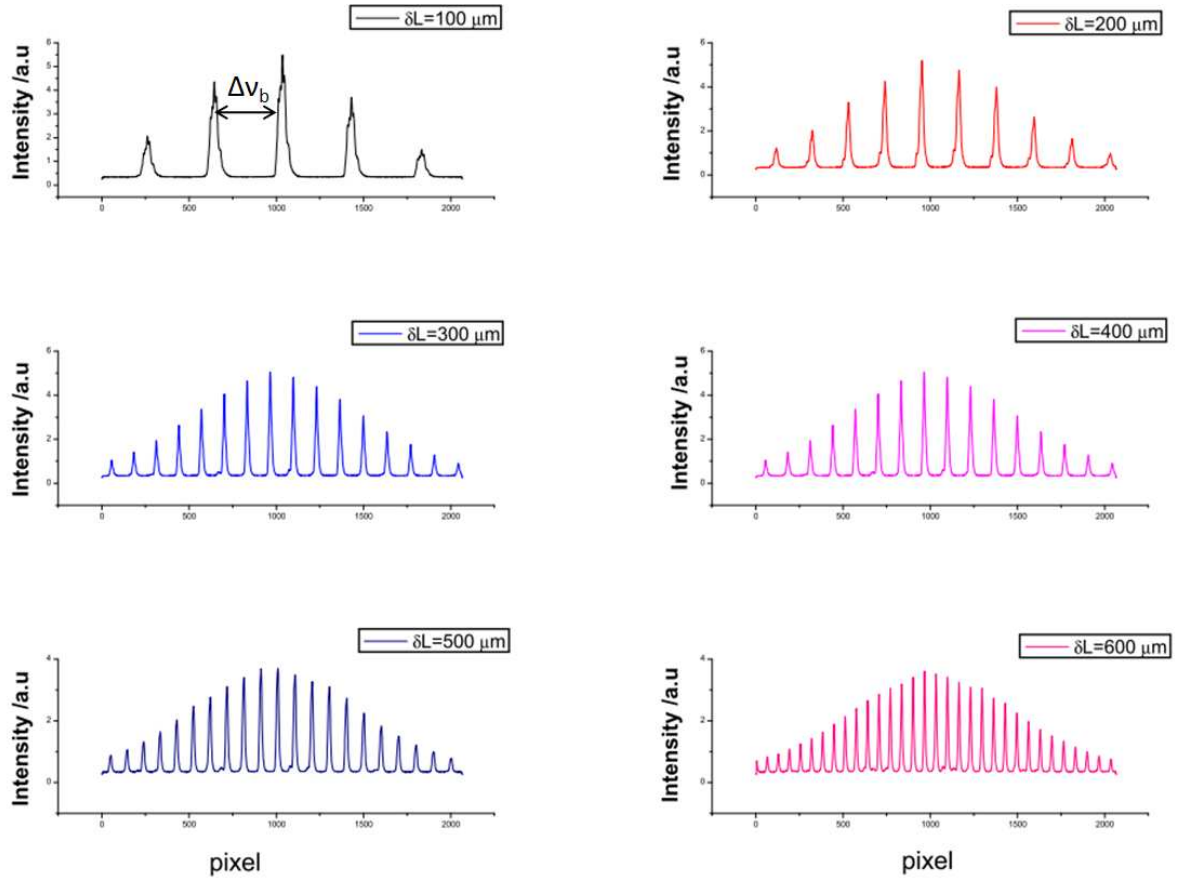 δL=100 μm
δL=200 μm
Intensity /a.u
6
5
4
3
2
1
0
Δνb
0 500 1000 1500 2000
Intensity /a.u
6
4
2
0
0 500 1000 1500 2000
δL=300 μm
δL=400 μm
Intensity /a.u
6
4
2
0
0 500 1000 1500 2000
Intensity /a.u
6
4
2
0
0 500 1000 1500 2000
δL=500 μm
δL=600 μm
Intensity /a.u
4
2
0
0 500 1000 1500 2000
pixel
Intensity /a.u
4
2
0
0 500 1000 1500 2000
pixel